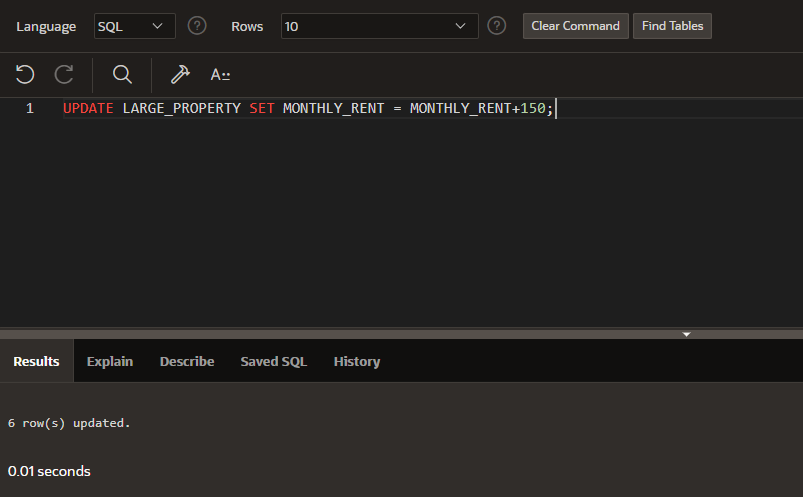 Language SQL ? Rows 10 ? Clear Command Find Tables
A::
1 UPDATE LARGE_PROPERTY SET MONTHLY_RENT = MONTHLY_RENT+150;
Results Explain Describe Saved SQL History
6 row(s) updated.
0.01 seconds